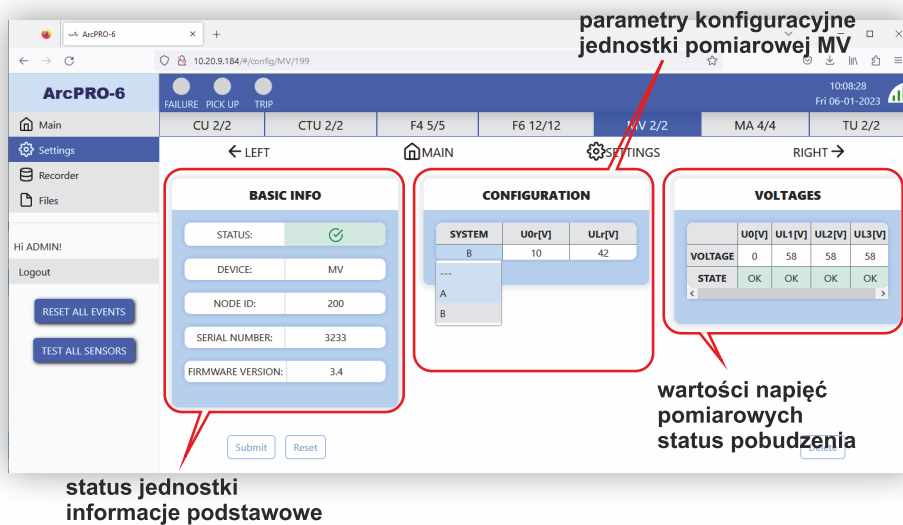 parametry konfiguracyjne
jednostki pomiarowej MV
ArcPRO-6
10.20.9.184/#/config/MV/199
ArcPRO-6
FAILURE PICK UP TRIP
10:08:28
Fri 06-01-2023
Main
Settings
Recorder
Files
Hi ADMIN!
Logout
RESET ALL EVENTS
TEST ALL SENSORS
CU 2/2 CTU 2/2 F4 5/5 F6 12/12 MV 2/2 MA 4/4 TU 2/2
LEFT MAIN SETTINGS RIGHT
BASIC INFO
STATUS:
DEVICE: MV
NODE ID: 200
SERIAL NUMBER: 3233
FIRMWARE VERSION: 3.4
CONFIGURATION
SYSTEM U0r[V] ULr[V]
B 10 42
---
A
B
VOLTAGES
U0[V] UL1[V] UL2[V] UL3[V]
VOLTAGE 0 58 58 58
STATE OK OK OK OK
wartości napięć
pomiarowych
status pobudzenia
Submit Reset Delete
status jednostki
informacje podstawowe